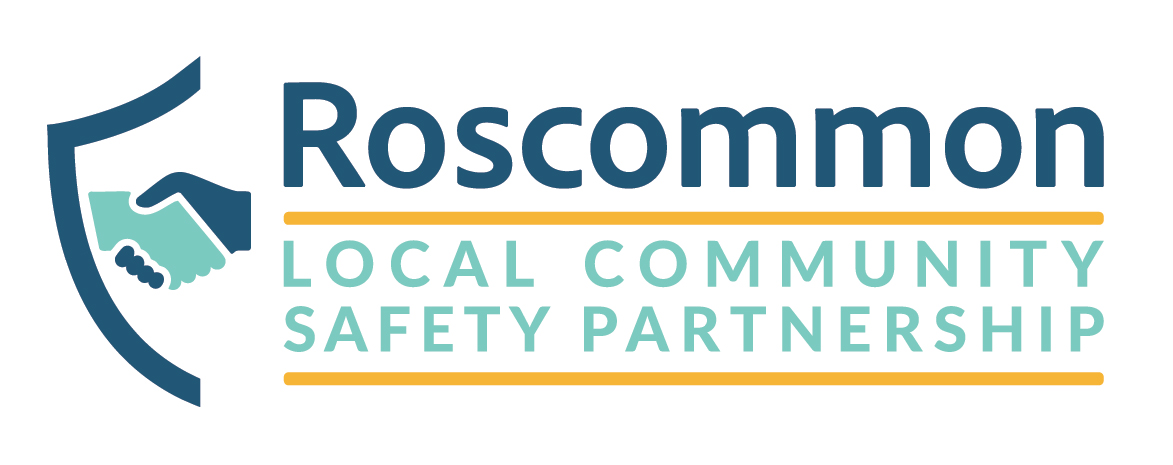 Roscommon
LOCAL COMMUNITY
SAFETY PARTNERSHIP